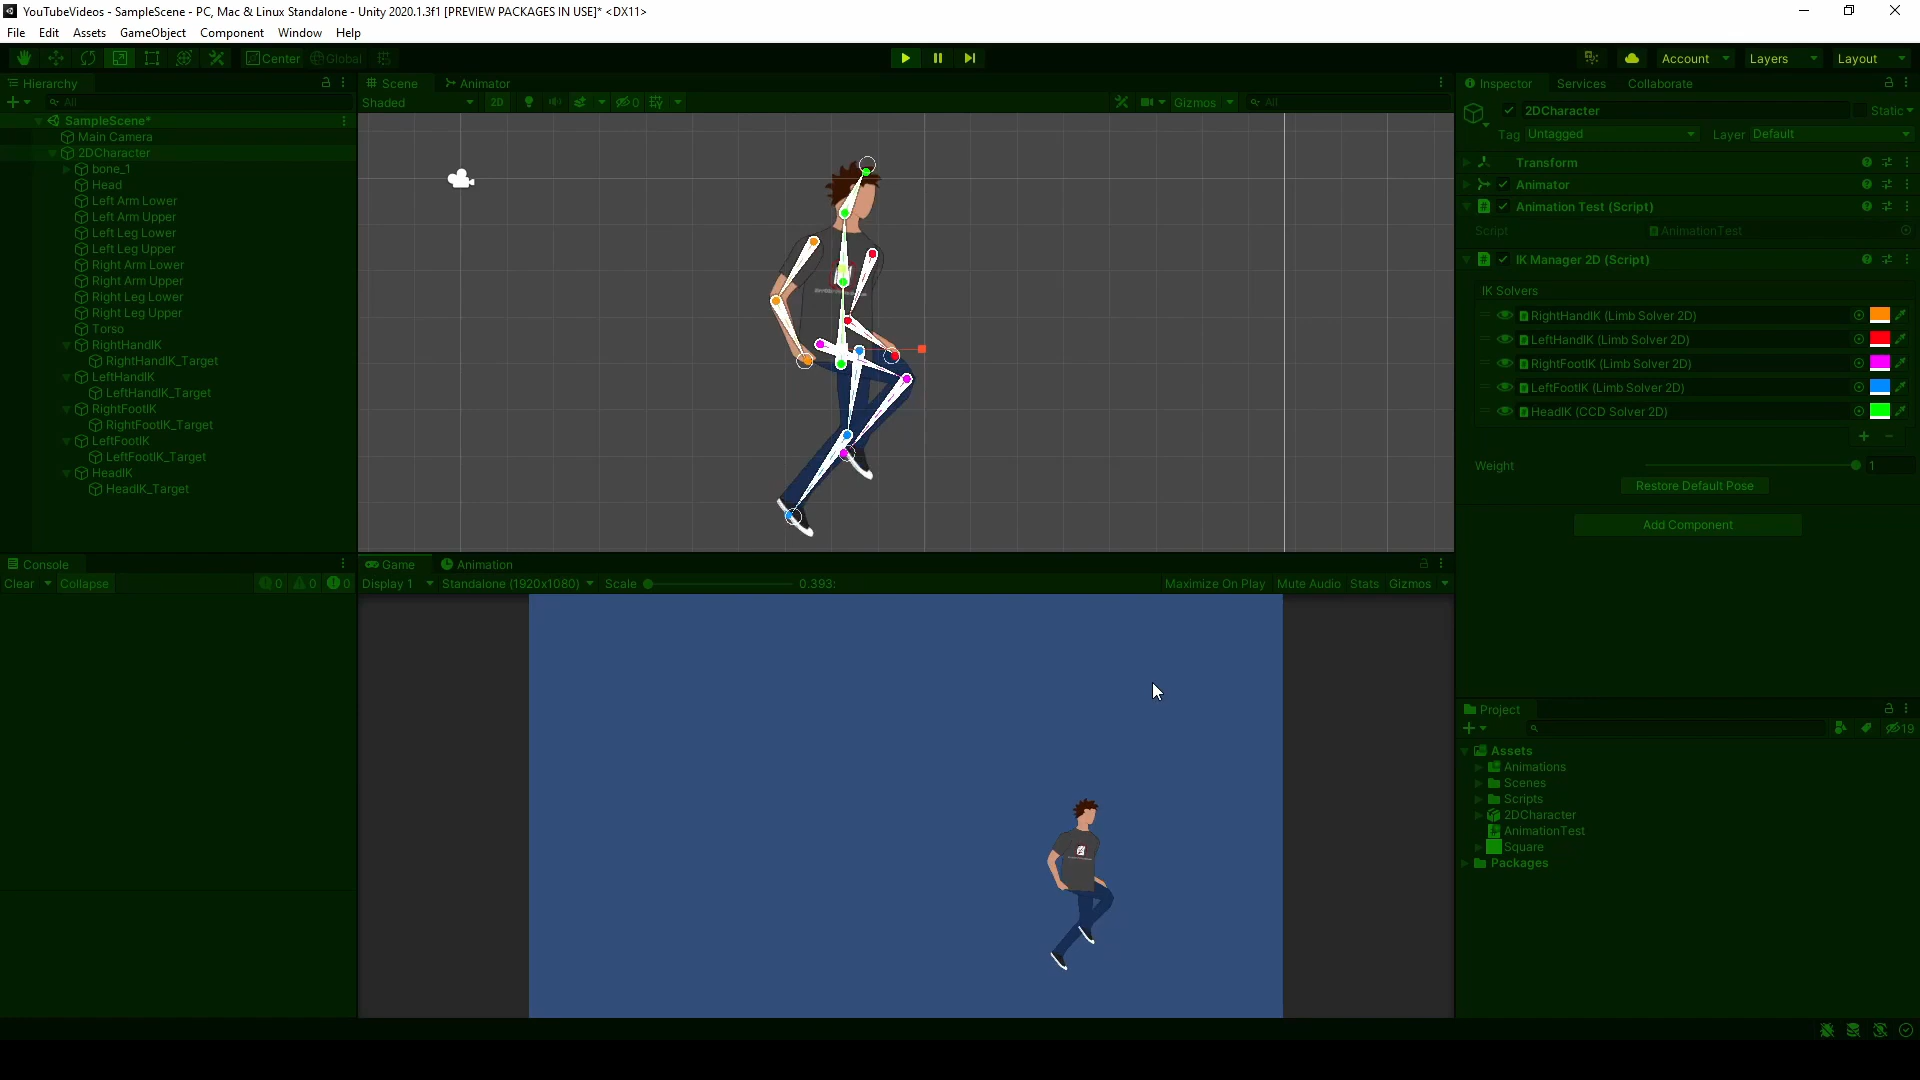 YouTubeVideos - SampleScene - PC, Mac & Linux Standalone - Unity 2020.1.3f1 [PREVIEW PACKAGES IN USE]* <DX11>
File Edit Assets GameObject Component Window Help
Center Global
Account Layers Layout
Hierarchy
All
SampleScene*
Main Camera
2DCharacter
bone_1
Head
Left Arm Lower
Left Arm Upper
Left Leg Lower
Left Leg Upper
Right Arm Lower
Right Arm Upper
Right Leg Lower
Right Leg Upper
Torso
RightHandIK
RightHandIK_Target
LeftHandIK
LeftHandIK_Target
RightFootIK
RightFootIK_Target
LeftFootIK
LeftFootIK_Target
HeadIK
HeadIK_Target
Scene Animator
Shaded 2D 0 Gizmos All
Console
Clear Collapse 0 0 0
Game Animation
Display 1 Standalone (1920x1080) Scale 0.393: Maximize On Play Mute Audio Stats Gizmos
Inspector Services Collaborate
2DCharacter Static
Tag Untagged Layer Default
Transform
Animator
# Animation Test (Script)
Script AnimationTest
# IK Manager 2D (Script)
IK Solvers
RightHandIK (Limb Solver 2D)
LeftHandIK (Limb Solver 2D)
RightFootIK (Limb Solver 2D)
LeftFootIK (Limb Solver 2D)
HeadIK (CCD Solver 2D)
Weight 1
Restore Default Pose
Add Component
Project
19
Assets
Animations
Scenes
Scripts
2DCharacter
AnimationTest
Square
Packages